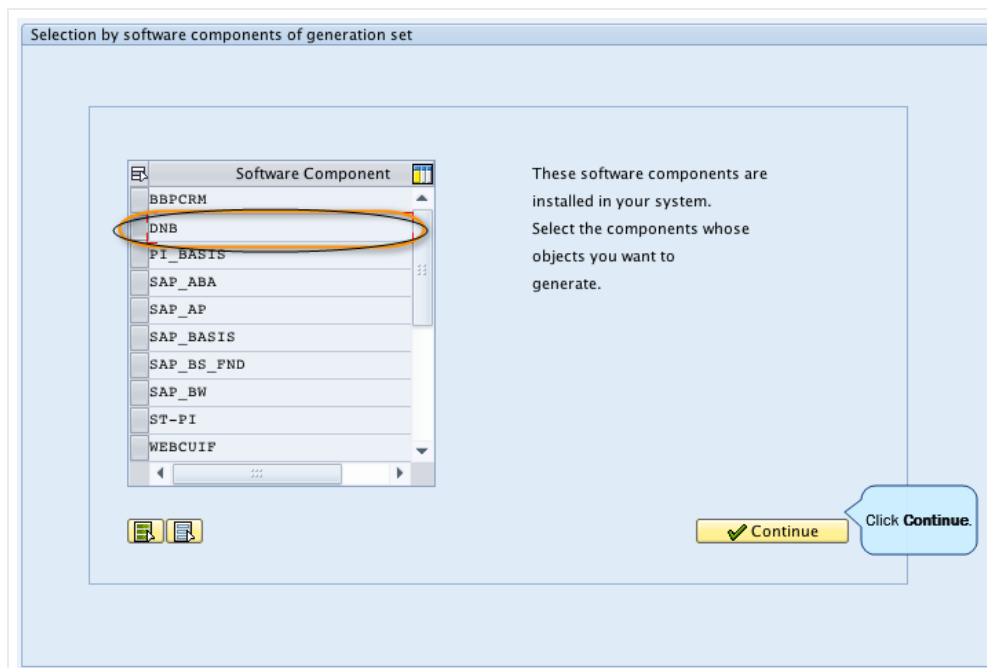 Selection by software components of generation set
Software Component
BBPCRM
DNB
PI_BASIS
SAP_ABA
SAP_AP
SAP_BASIS
SAP_BS_FND
SAP_BW
ST-PI
WEBCUIF
These software components are
installed in your system.
Select the components whose
objects you want to
generate.
Continue
Click Continue.